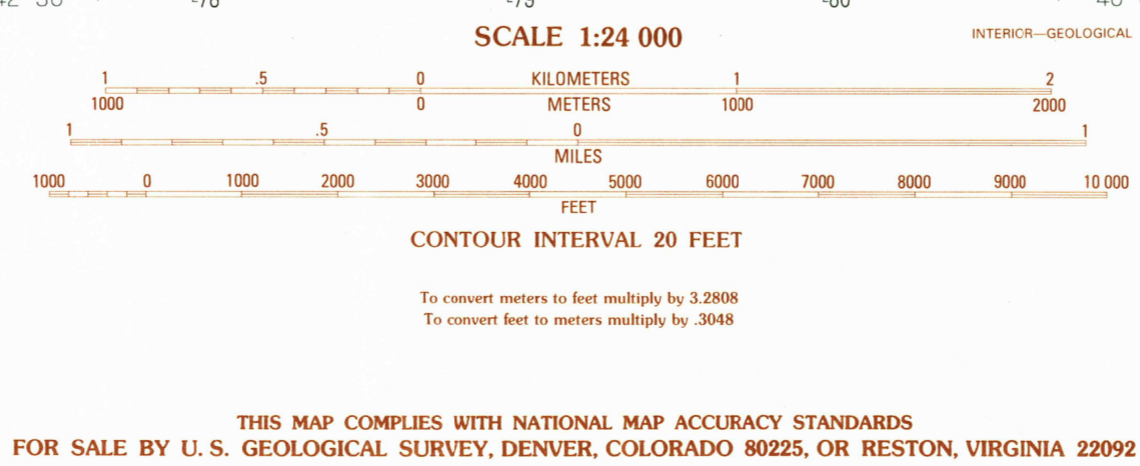 SCALE 1:24 000
INTERIOR—GEOLOGICAL
1 .5 0 KILOMETERS 1 2
1000 0 METERS 1000 2000
1 .5 0 1
MILES
1000 0 1000 2000 3000 4000 5000 6000 7000 8000 9000 10 000
FEET
CONTOUR INTERVAL 20 FEET
To convert meters to feet multiply by 3.2808
To convert feet to meters multiply by .3048
THIS MAP COMPLIES WITH NATIONAL MAP ACCURACY STANDARDS
FOR SALE BY U. S. GEOLOGICAL SURVEY, DENVER, COLORADO 80225, OR RESTON, VIRGINIA 22092